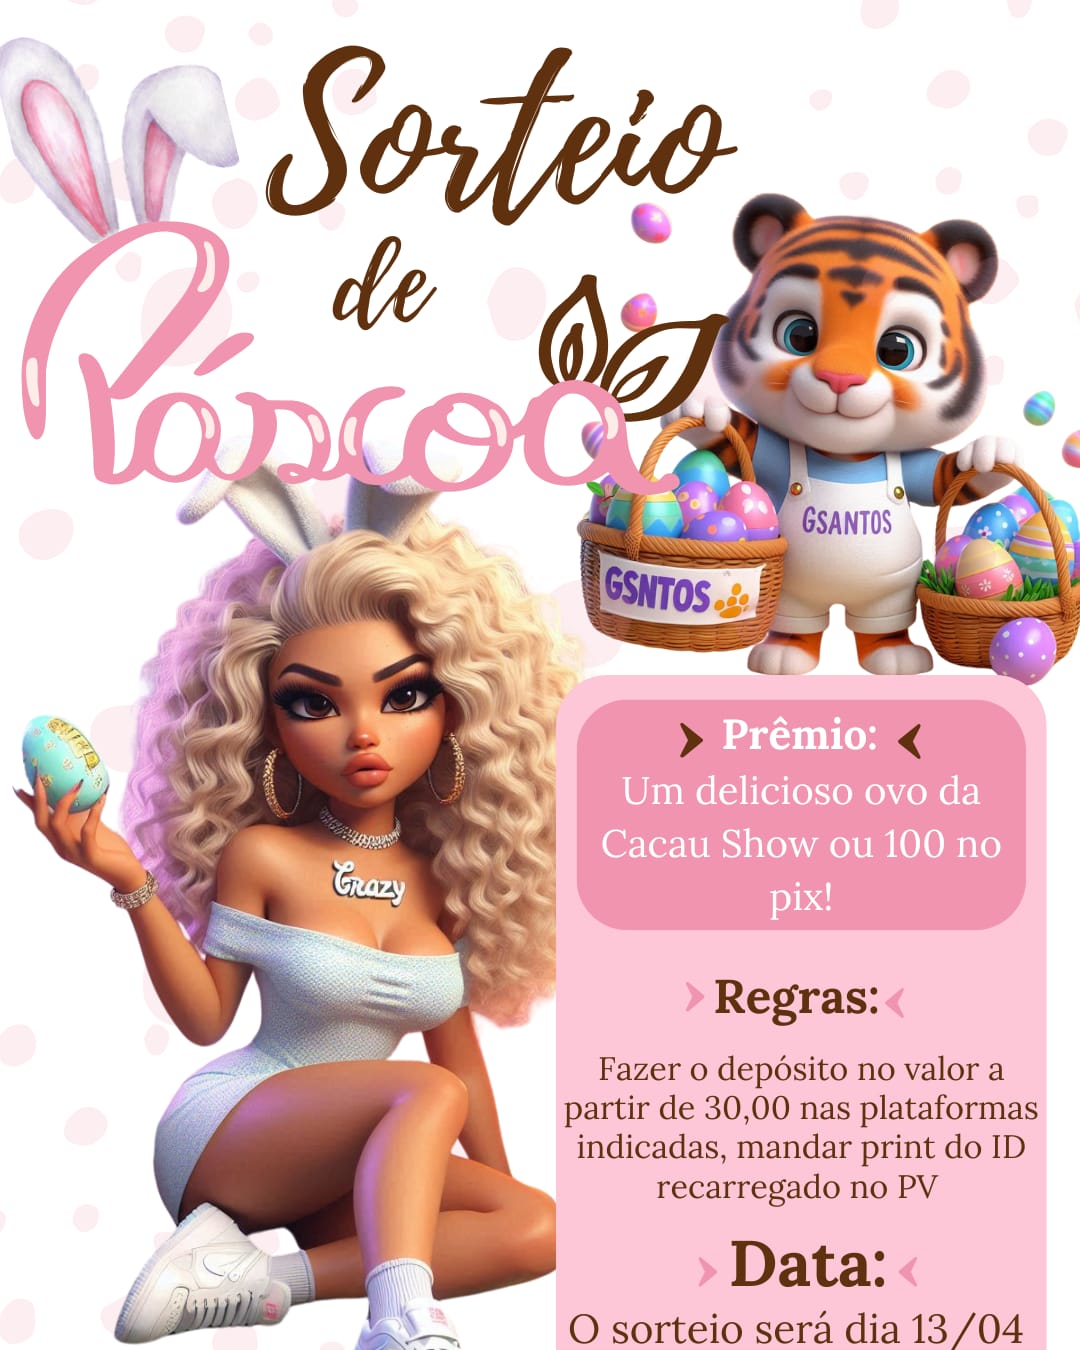 Sorteio
de
Páscoa
GSANTOS
GSNTOS
Crazy
Prêmio:
Um delicioso ovo da
Cacau Show ou 100 no
pix!
Regras:
Fazer o depósito no valor a
partir de 30,00 nas plataformas
indicadas, mandar print do ID
recarregado no PV
Data:
O sorteio será dia 13/04